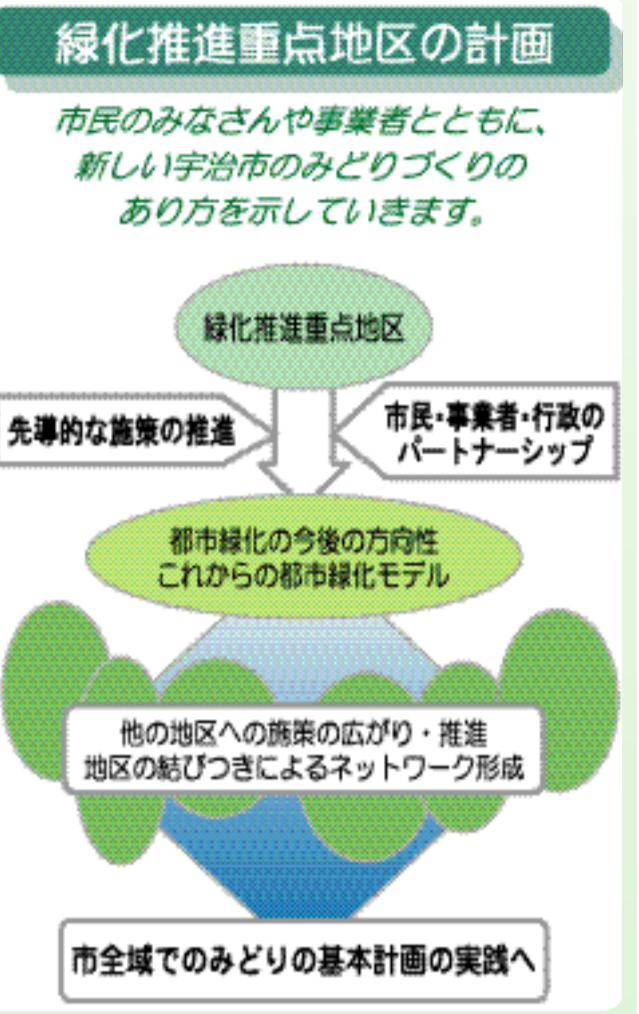 緑化推進重点地区の計画
市民のみなさんや事業者とともに、
新しい宇治市のみどりづくりの
あり方を示していきます。
緑化推進重点地区
先導的な施策の推進
市民・事業者・行政の
パートナーシップ
都市緑化の今後の方向性
これからの都市緑化モデル
他の地区への施策の広がり・推進
地区の結びつきによるネットワーク形成
市全域でのみどりの基本計画の実践へ